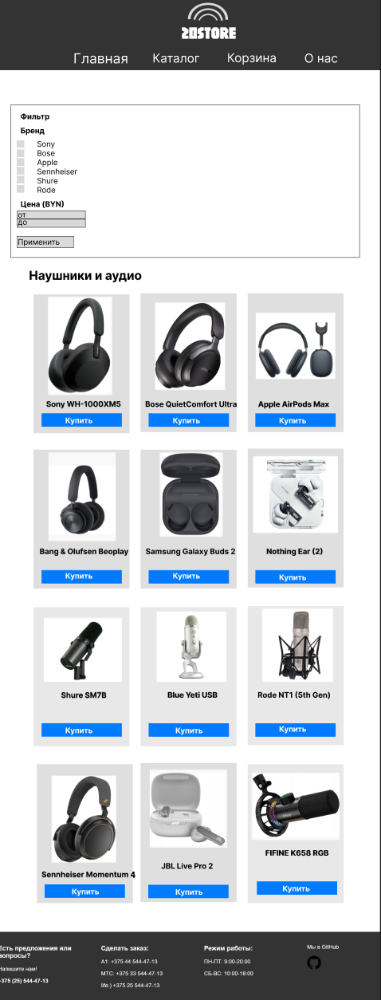 20STORE
Главная Каталог Корзина О нас
Фильтр
Бренд
Sony
Bose
Apple
Sennheiser
Shure
Rode
Цена (BYN)
от
до
Применить
Наушники и аудио
Sony WH-1000XM5 Bose QuietComfort Ultra Apple AirPods Max
Купить Купить Купить
Bang & Olufsen Beoplay Samsung Galaxy Buds 2 Nothing Ear (2)
Купить Купить Купить
Shure SM7B Blue Yeti USB Rode NT1 (5th Gen)
Купить Купить Купить
Sennheiser Momentum 4 JBL Live Pro 2 FIFINE K658 RGB
Купить Купить Купить
Есть предложения или
вопросы?
Напишите нам!
+375 (25) 544-47-13
Сделать заказ:
A1: +375 44 544-47-13
МТС: +375 33 544-47-13
life:) +375 25 544-47-13
Режим работы:
ПН-ПТ: 9:00-20:00
СБ-ВС: 10:00-18:00
Мы в GitHub